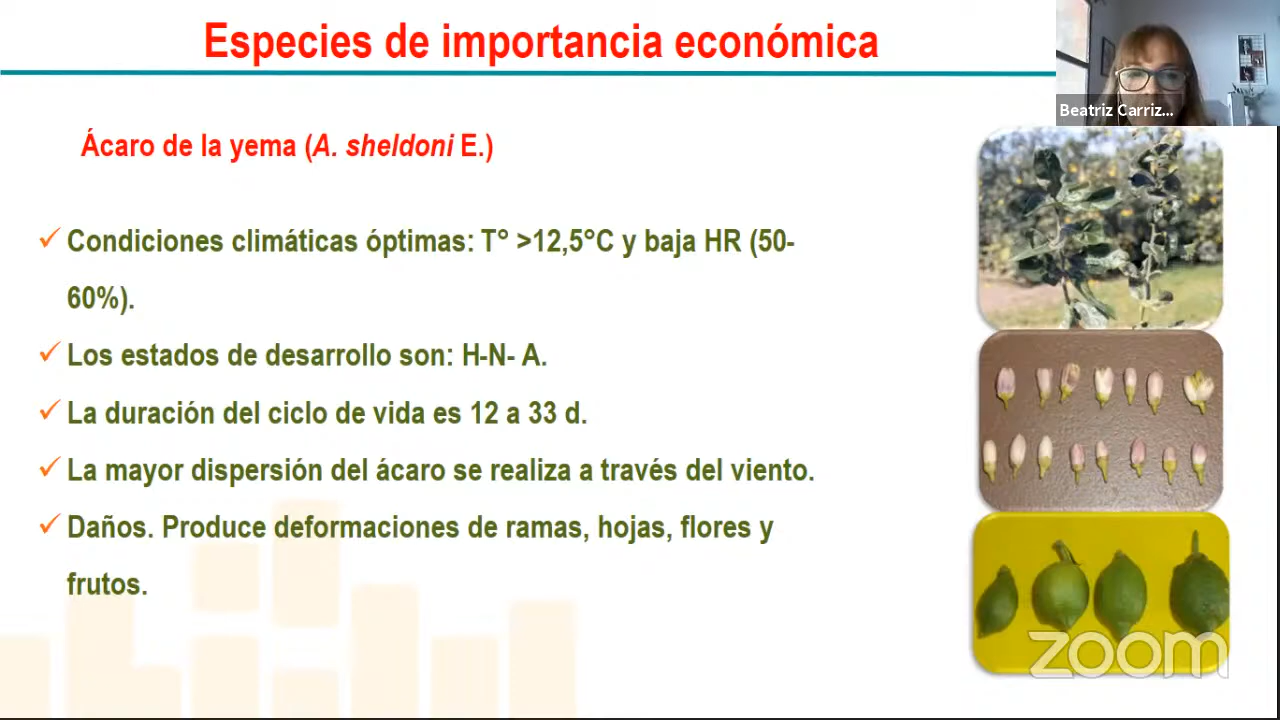 Especies de importancia económica
Beatriz Carriz...
Ácaro de la yema (A. sheldoni E.)
✓ Condiciones climáticas óptimas: T° >12,5°C y baja HR (50-
60%).
✓ Los estados de desarrollo son: H-N- A.
✓ La duración del ciclo de vida es 12 a 33 d.
✓ La mayor dispersión del ácaro se realiza a través del viento.
✓ Daños. Produce deformaciones de ramas, hojas, flores y
frutos.
zoom